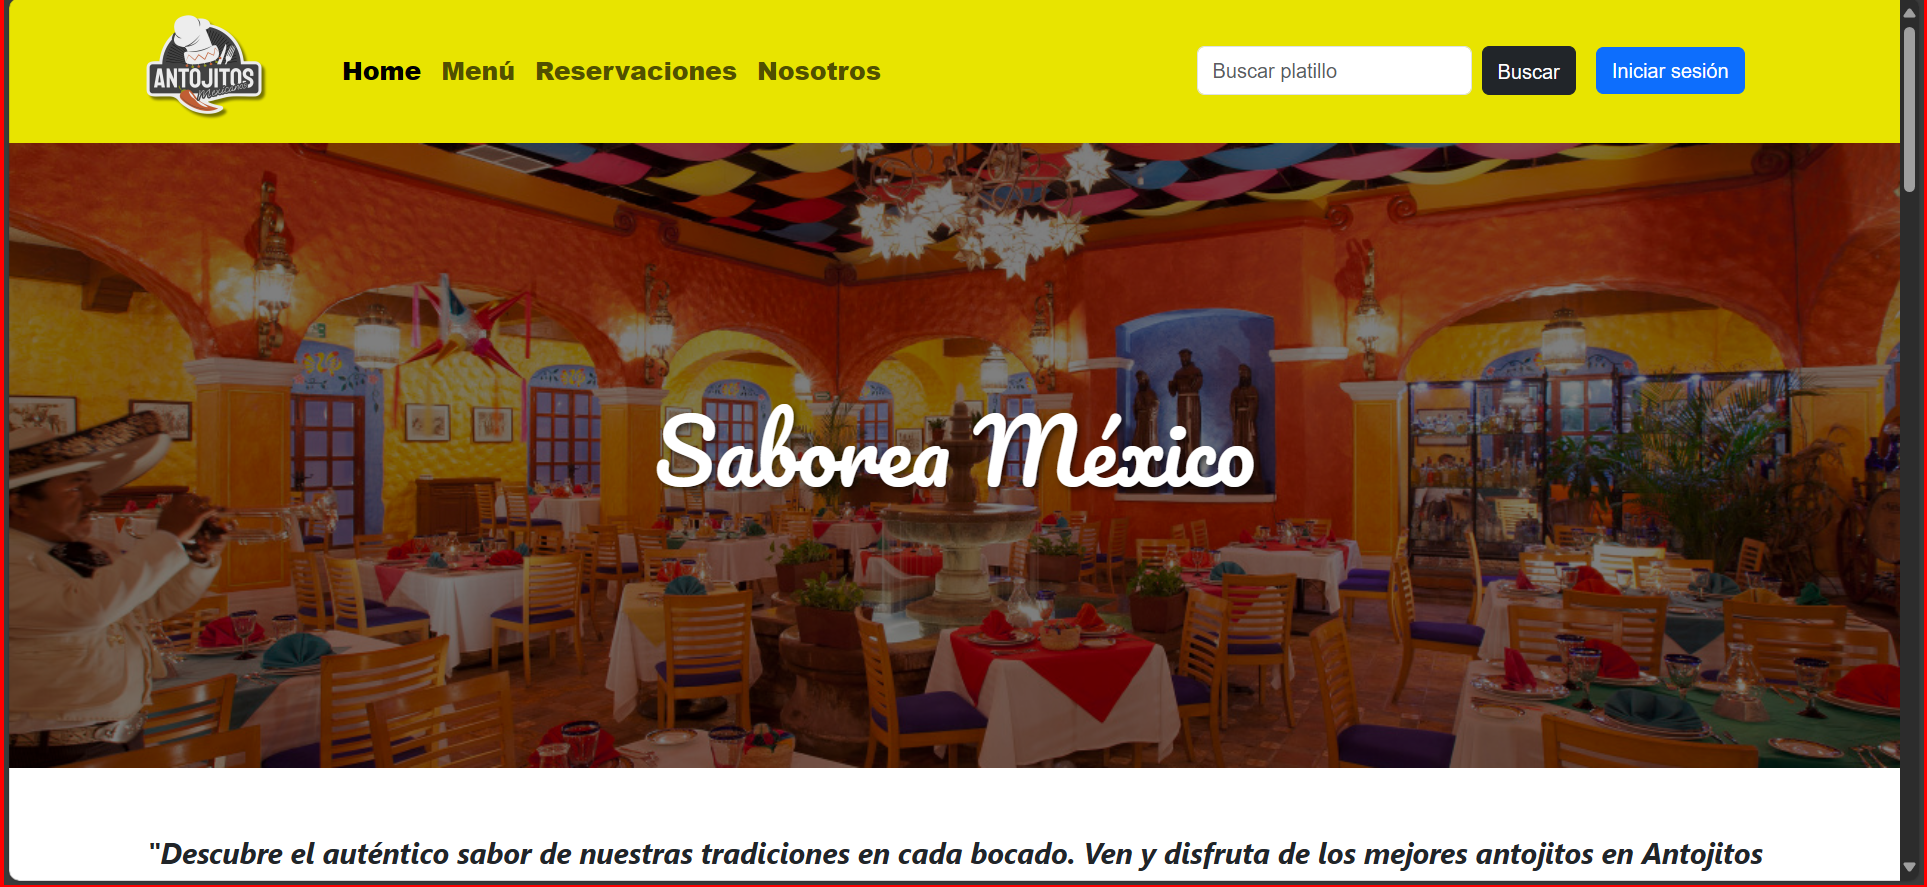 ANTOJITOS
Mexicanos
Home Menú Reservaciones Nosotros
Buscar platillo
Buscar
Iniciar sesión
Saborea México
"Descubre el auténtico sabor de nuestras tradiciones en cada bocado. Ven y disfruta de los mejores antojitos en Antojitos